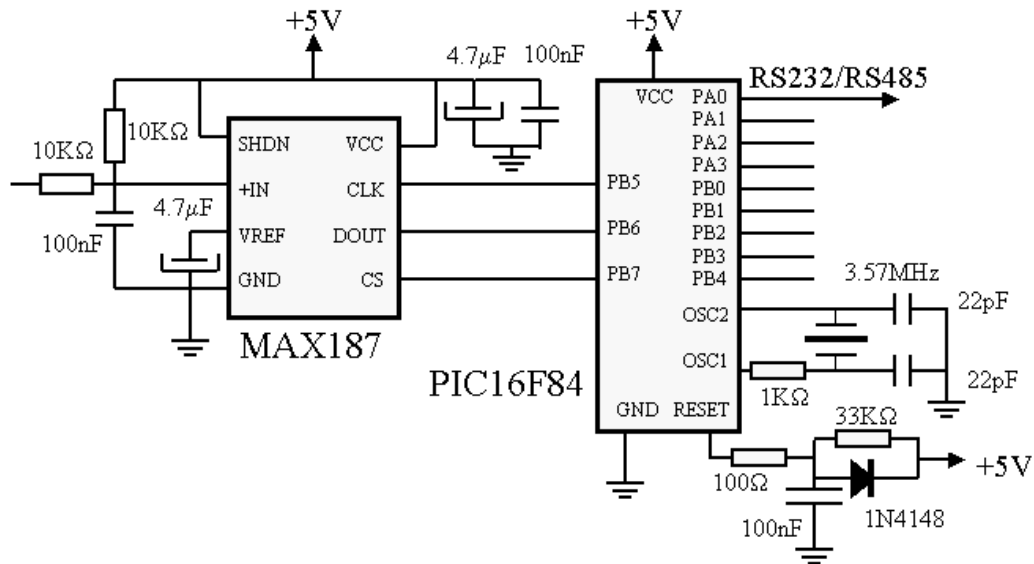 +5V
+5V
4.7µF
100nF
RS232/RS485
VCC
PA0
PA1
10KΩ
SHDN
VCC
PA2
10KΩ
PA3
+IN
CLK
PB5
PB0
4.7µF
PB1
100nF
VREF
DOUT
PB6
PB2
PB3
GND
CS
PB7
PB4
3.57MHz
22pF
OSC2
MAX187
OSC1
PIC16F84
1KΩ
22pF
GND
RESET
33KΩ
+5V
100Ω
1N4148
100nF